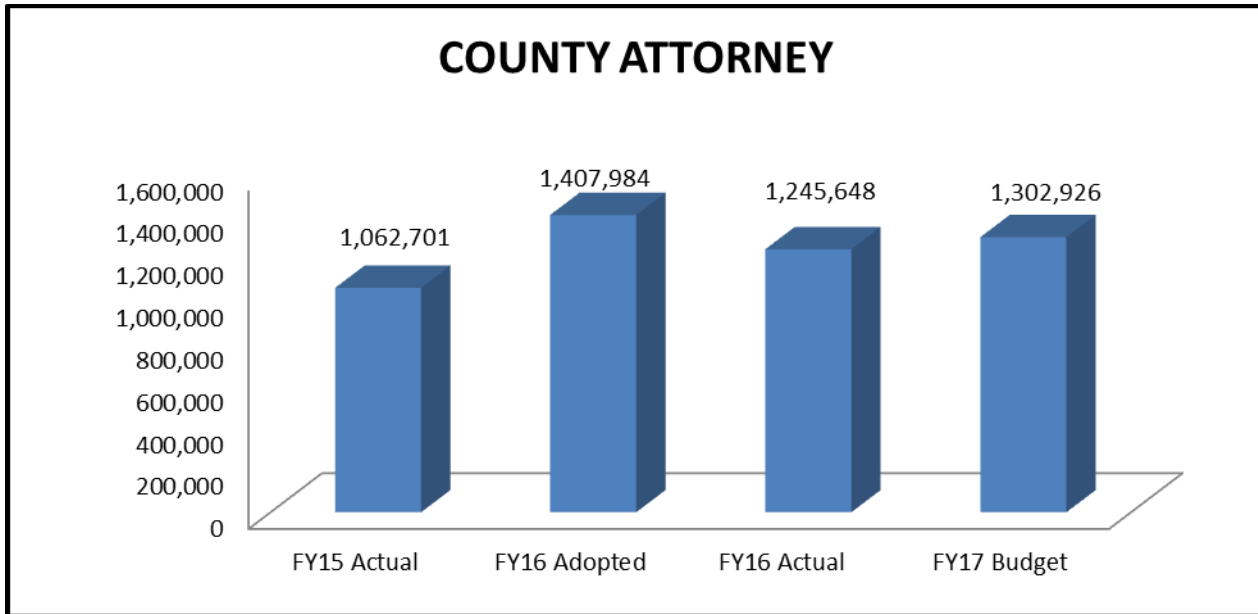 COUNTY ATTORNEY
1,600,000
1,400,000
1,200,000
1,000,000
800,000
600,000
400,000
200,000
0
1,062,701
1,407,984
1,245,648
1,302,926
FY15 Actual
FY16 Adopted
FY16 Actual
FY17 Budget